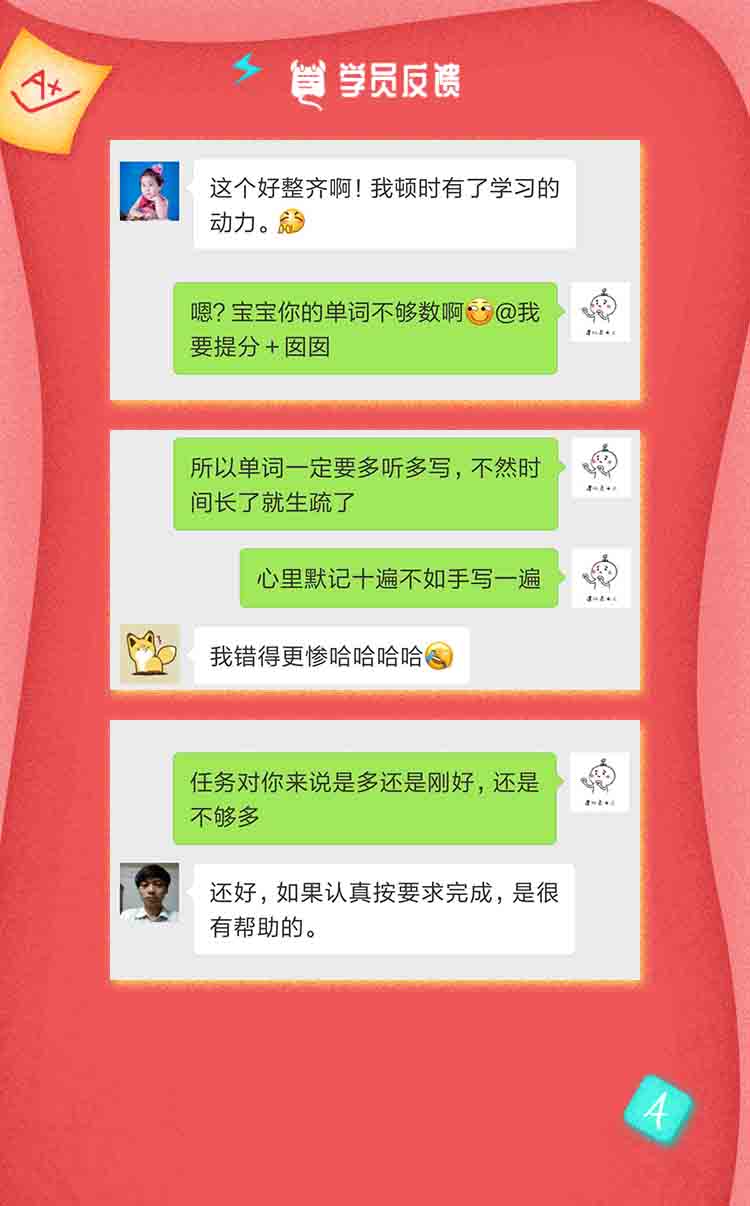 A+
学员反馈
这个好整齐啊！我顿时有了学习的
动力。
嗯？宝宝你的单词不够数啊@我
要提分＋囡囡
所以单词一定要多听多写，不然时
间长了就生疏了
心里默记十遍不如手写一遍
我错得更惨哈哈哈哈
任务对你来说是多还是刚好，还是
不够多
还好，如果认真按要求完成，是很
有帮助的。
A